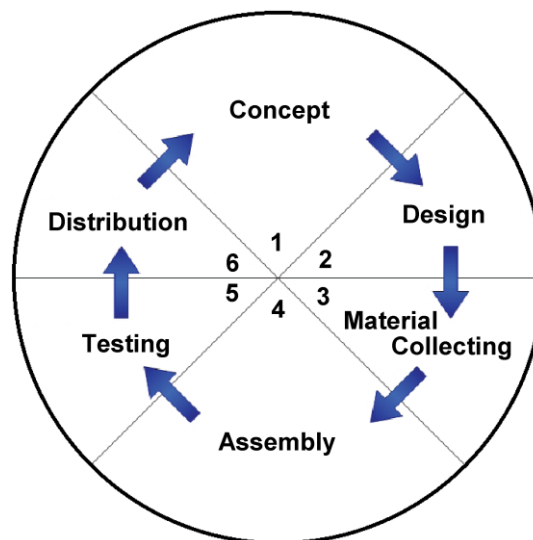 Concept
Design
Material
Collecting
Assembly
Testing
Distribution
1
2
3
4
5
6